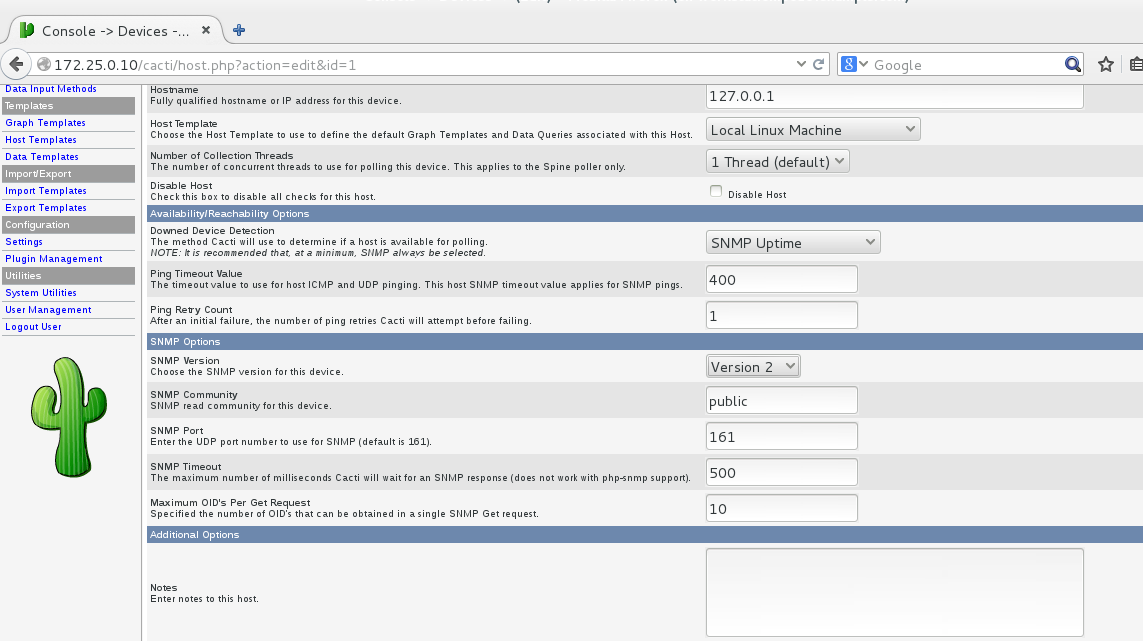 Console -> Devices -...
172.25.0.10/cacti/host.php?action=edit&id=1
Google
Data Input Methods
Templates
Graph Templates
Host Templates
Data Templates
Import/Export
Import Templates
Export Templates
Configuration
Settings
Plugin Management
Utilities
System Utilities
User Management
Logout User
Hostname
Fully qualified hostname or IP address for this device.
127.0.0.1
Host Template
Choose the Host Template to use to define the default Graph Templates and Data Queries associated with this Host.
Local Linux Machine
Number of Collection Threads
The number of concurrent threads to use for polling this device. This applies to the Spine poller only.
1 Thread (default)
Disable Host
Check this box to disable all checks for this host.
Disable Host
Availability/Reachability Options
Downed Device Detection
The method Cacti will use to determine if a host is available for polling.
NOTE: It is recommended that, at a minimum, SNMP always be selected.
SNMP Uptime
Ping Timeout Value
The timeout value to use for host ICMP and UDP pinging. This host SNMP timeout value applies for SNMP pings.
400
Ping Retry Count
After an initial failure, the number of ping retries Cacti will attempt before failing.
1
SNMP Options
SNMP Version
Choose the SNMP version for this device.
Version 2
SNMP Community
SNMP read community for this device.
public
SNMP Port
Enter the UDP port number to use for SNMP (default is 161).
161
SNMP Timeout
The maximum number of milliseconds Cacti will wait for an SNMP response (does not work with php-snmp support).
500
Maximum OID's Per Get Request
Specified the number of OID's that can be obtained in a single SNMP Get request.
10
Additional Options
Notes
Enter notes to this host.